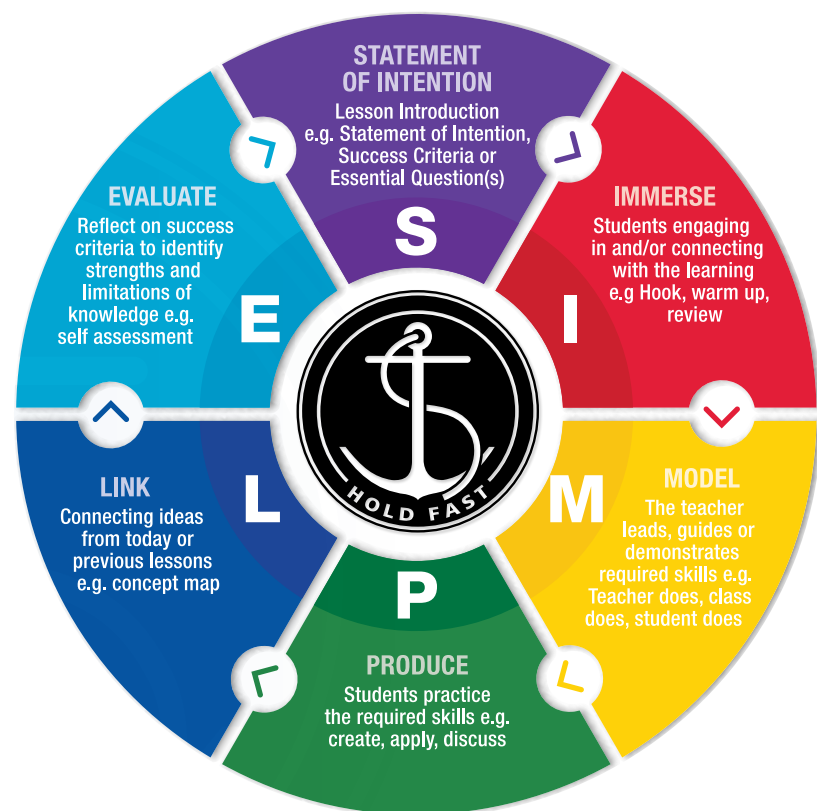 STATEMENT
OF INTENTION
Lesson Introduction
e.g. Statement of Intention,
Success Criteria or
Essential Question(s)
S
IMMERSE
Students engaging
in and/or connecting
with the learning
e.g Hook, warm up,
review
I
MODEL
The teacher
leads, guides or
demonstrates
required skills e.g.
Teacher does, class
does, student does
M
P
PRODUCE
Students practice
the required skills e.g.
create, apply, discuss
LINK
Connecting ideas
from today or
previous lessons
e.g. concept map
L
EVALUATE
Reflect on success
criteria to identify
strengths and
limitations of
knowledge e.g.
self assessment
E
HOLD FAST